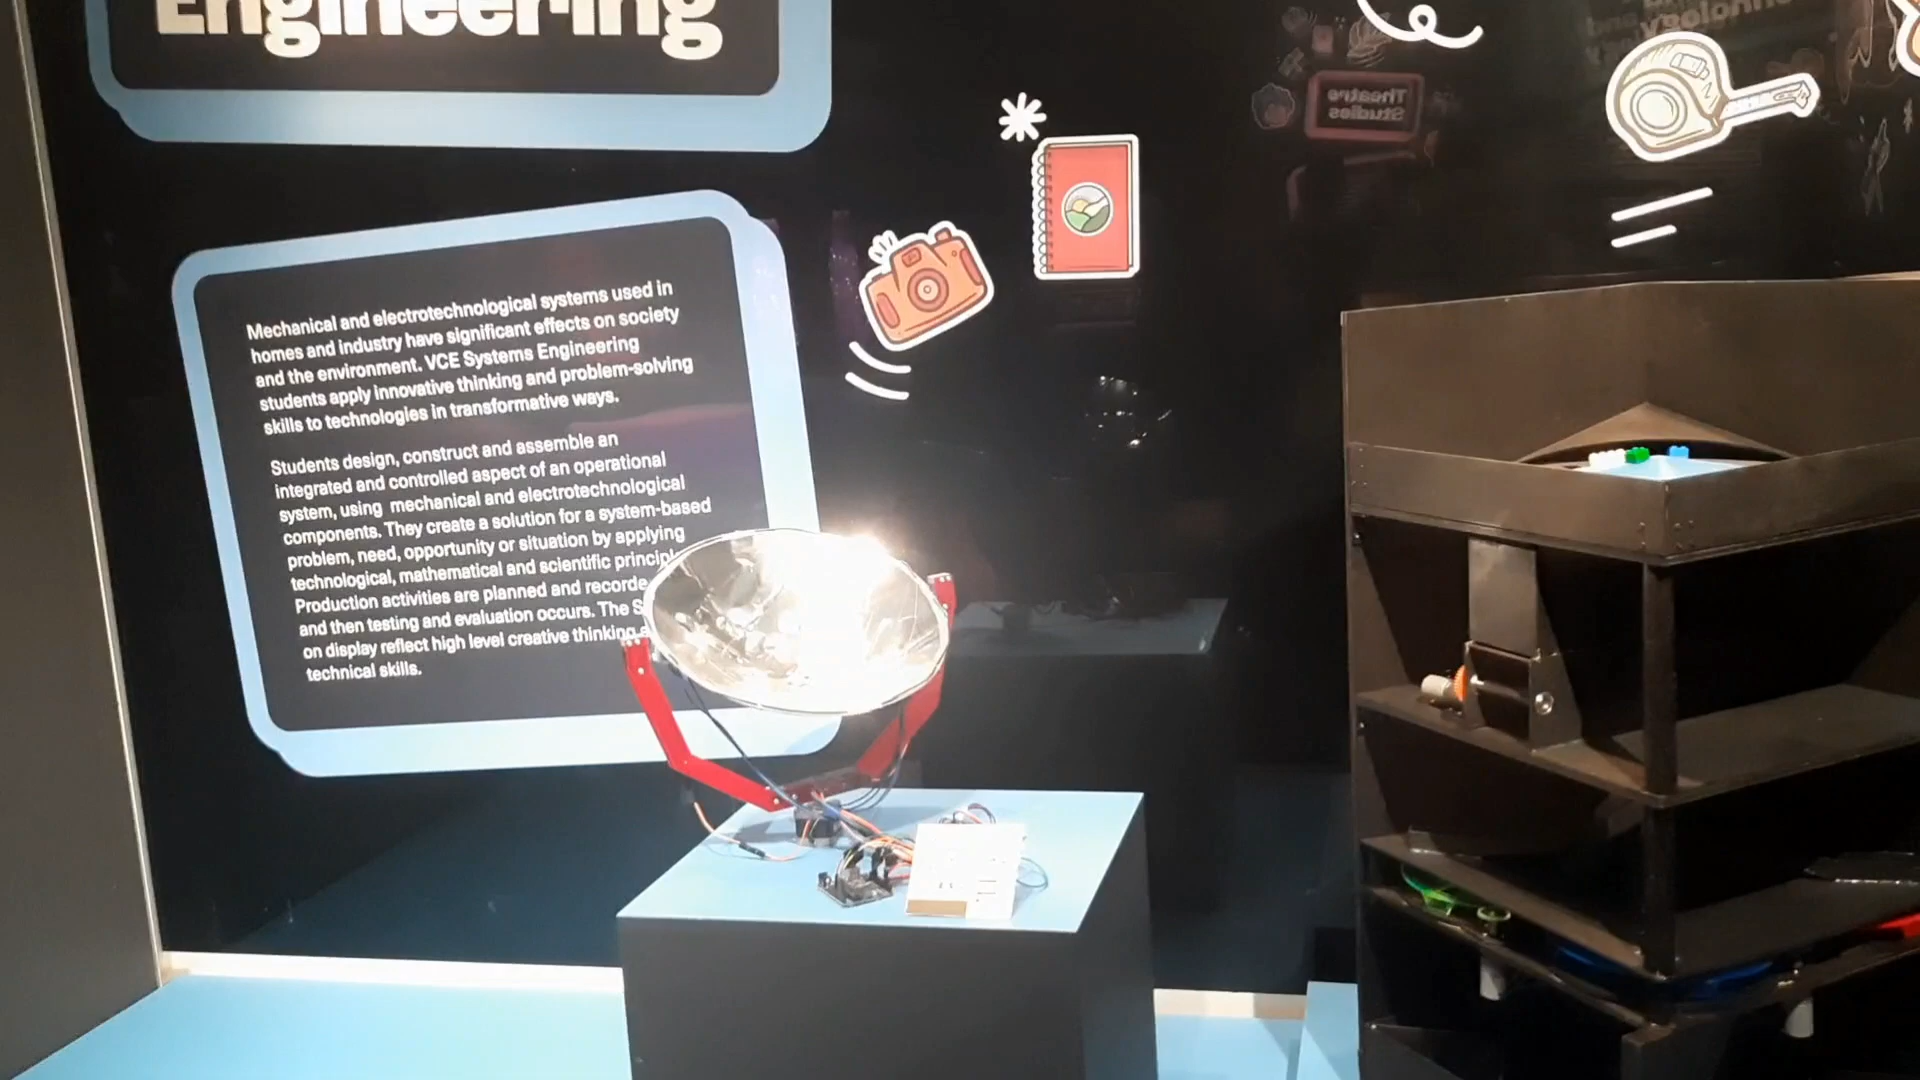 Engineering
Mechanical and electrotechnological systems used in
homes and industry have significant effects on society
and the environment. VCE Systems Engineering
students apply innovative thinking and problem-solving
skills to technologies in transformative ways.
Students design, construct and assemble an
integrated and controlled aspect of an operational
system, using mechanical and electrotechnological
components. They create a solution for a system-based
problem, need, opportunity or situation by applying
technological, mathematical and scientific
Production activities are planned and
and then testing and evaluation occurs. The
on display reflect high level creative thinking
technical skills.
Theatre
Studies